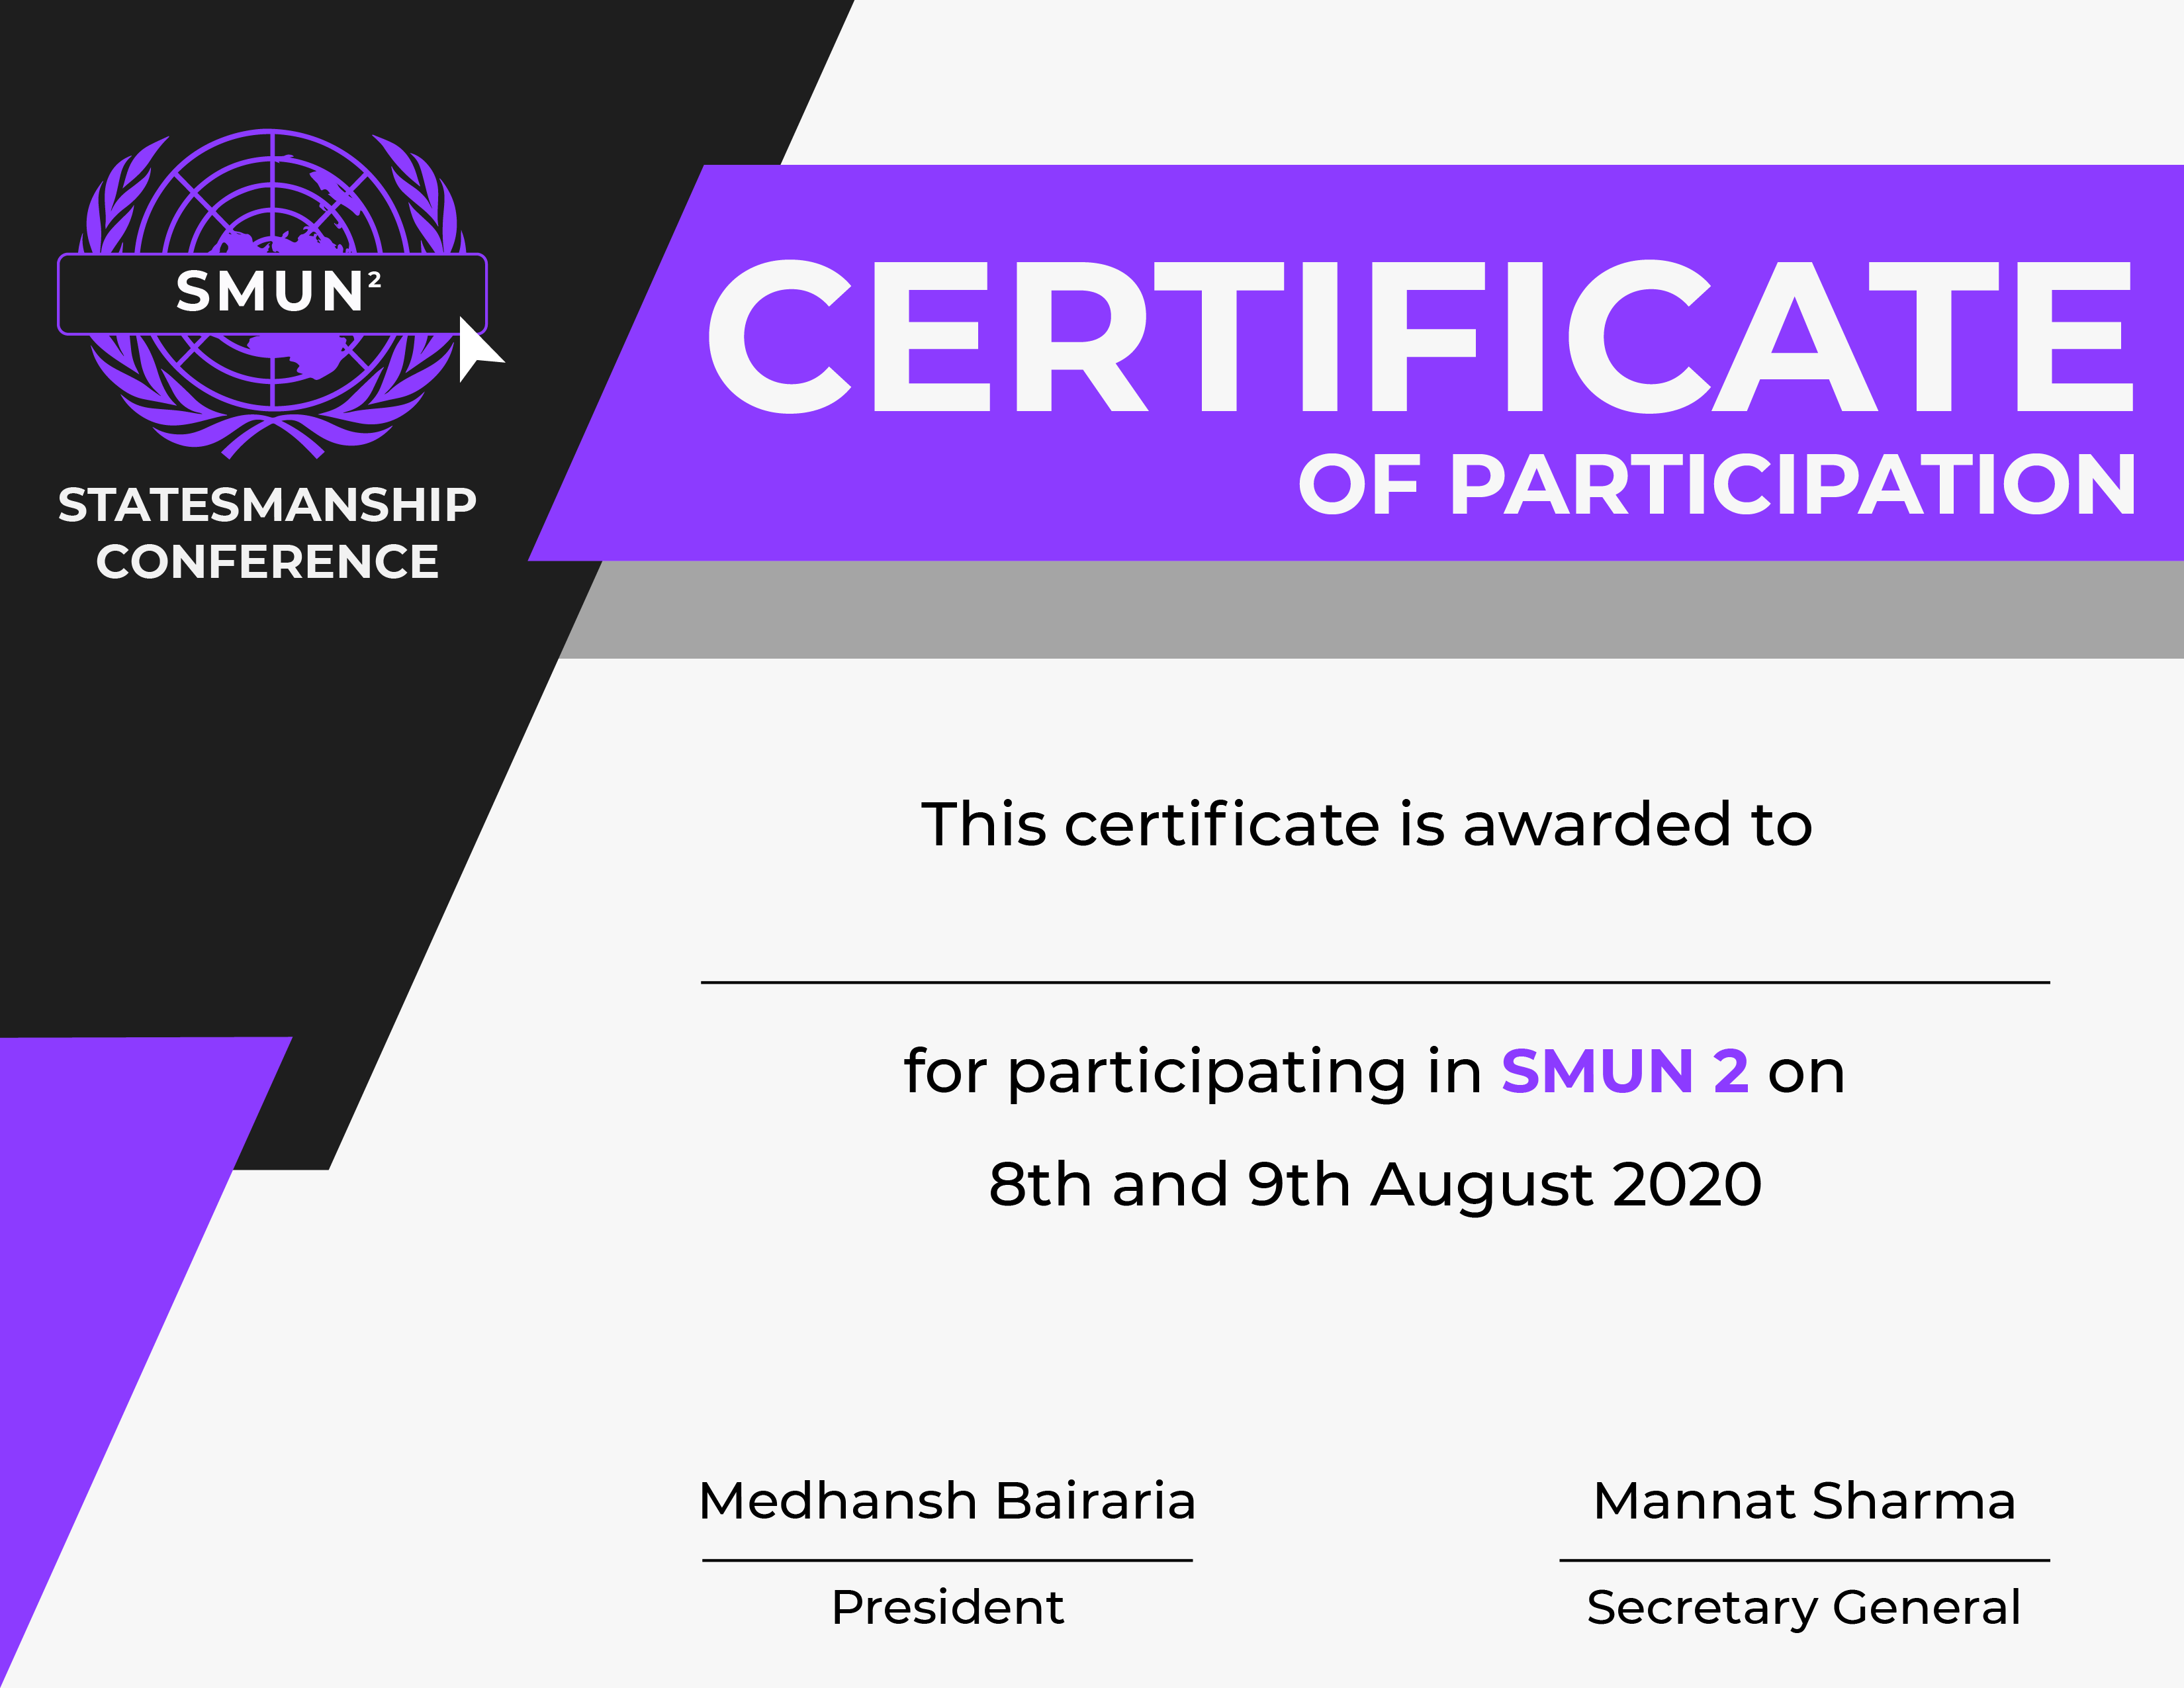 SMUN²
STATESMANSHIP
CONFERENCE
CERTIFICATE
OF PARTICIPATION
This certificate is awarded to
for participating in SMUN 2 on
8th and 9th August 2020
Medhansh Bairaria
President
Mannat Sharma
Secretary General